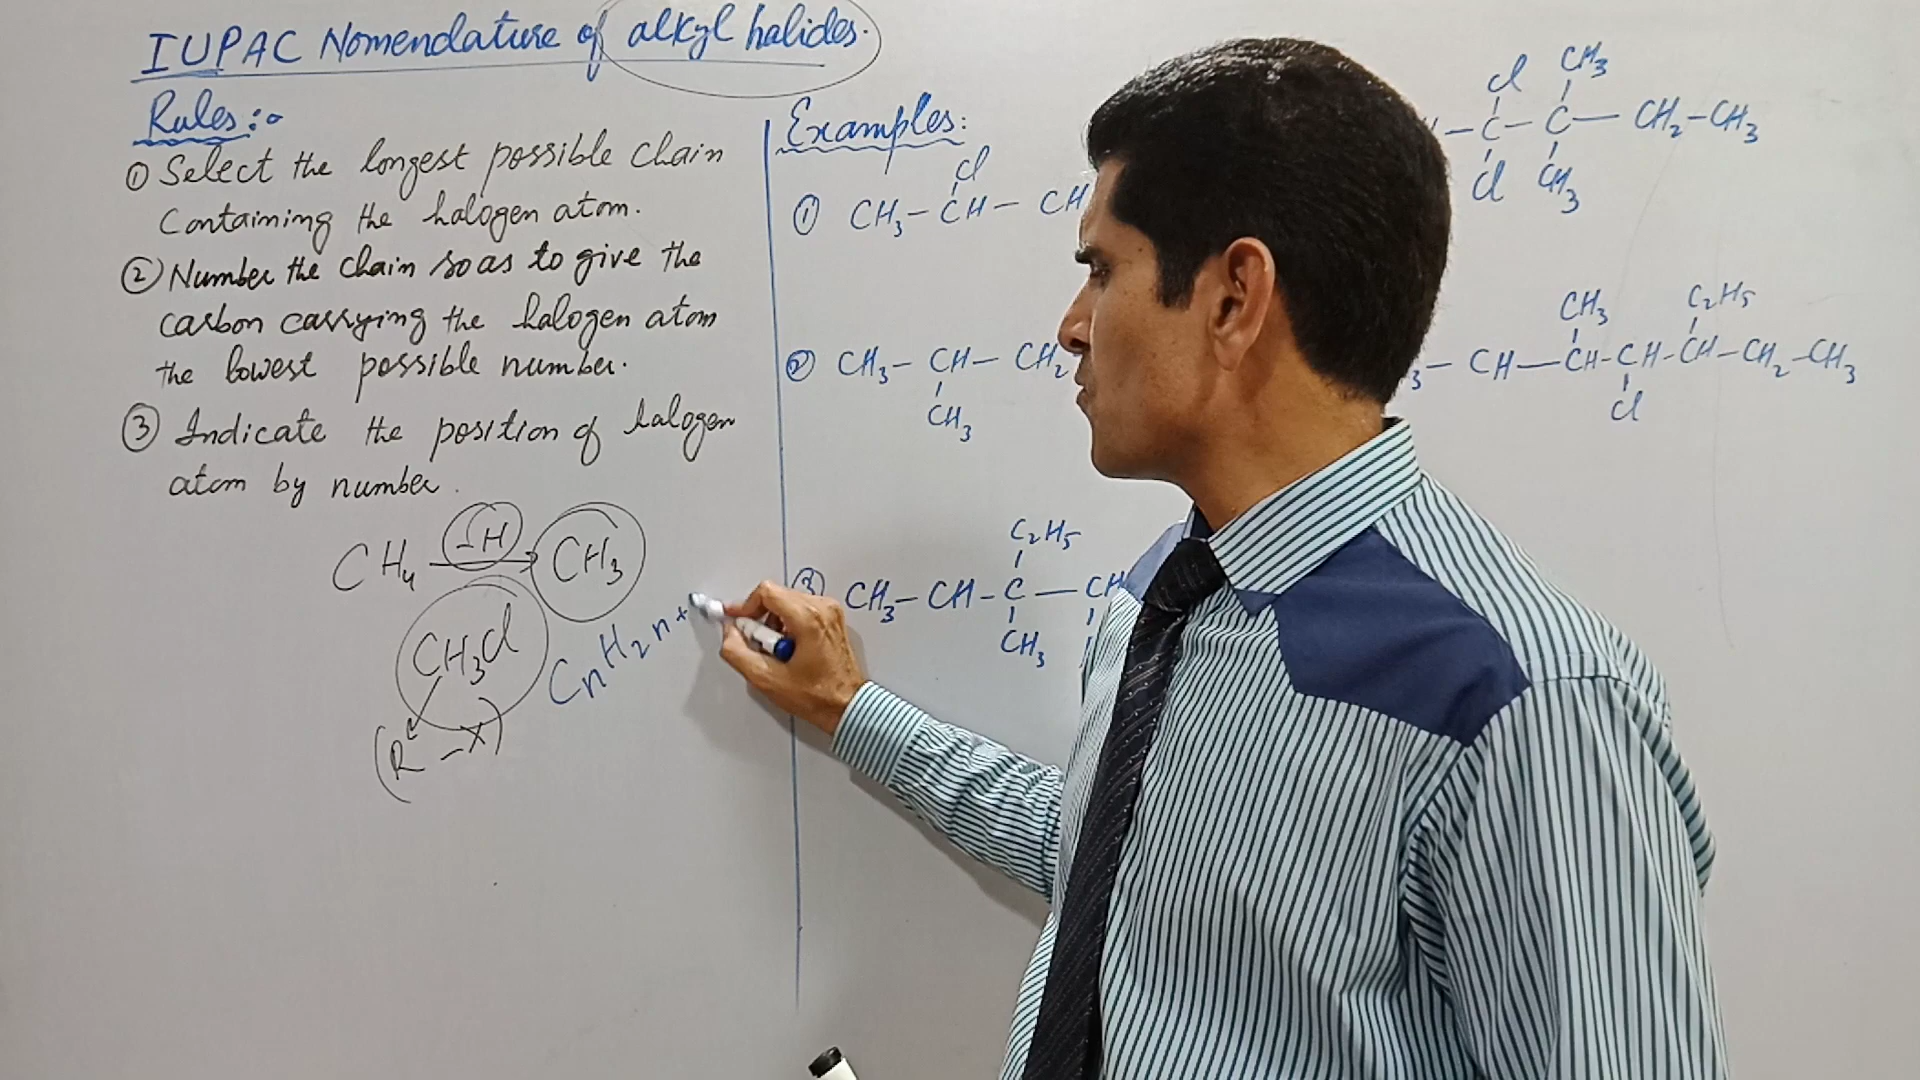 IUPAC Nomenclature of alkyl halides.
Rules:-
① Select the longest possible chain
Containing the halogen atom.
② Number the chain so as to give the
carbon carrying the halogen atom
the lowest possible number.
③ Indicate the position of halogen
atom by number.
CH₄ —-H→ CH₃
CH₃Cl
(R-X)
CnH2n+
Examples:
Cl
① CH₃-CH-CH
② CH₃-CH-CH₂
CH₃
C₂H₅
③ CH₃-CH-C-CH
CH₃
Cl CH₃
-C-C-CH₂-CH₃
Cl CH₃
CH₃ C₂H₅
3-CH-CH-CH-CH-CH₂-CH₃
Cl